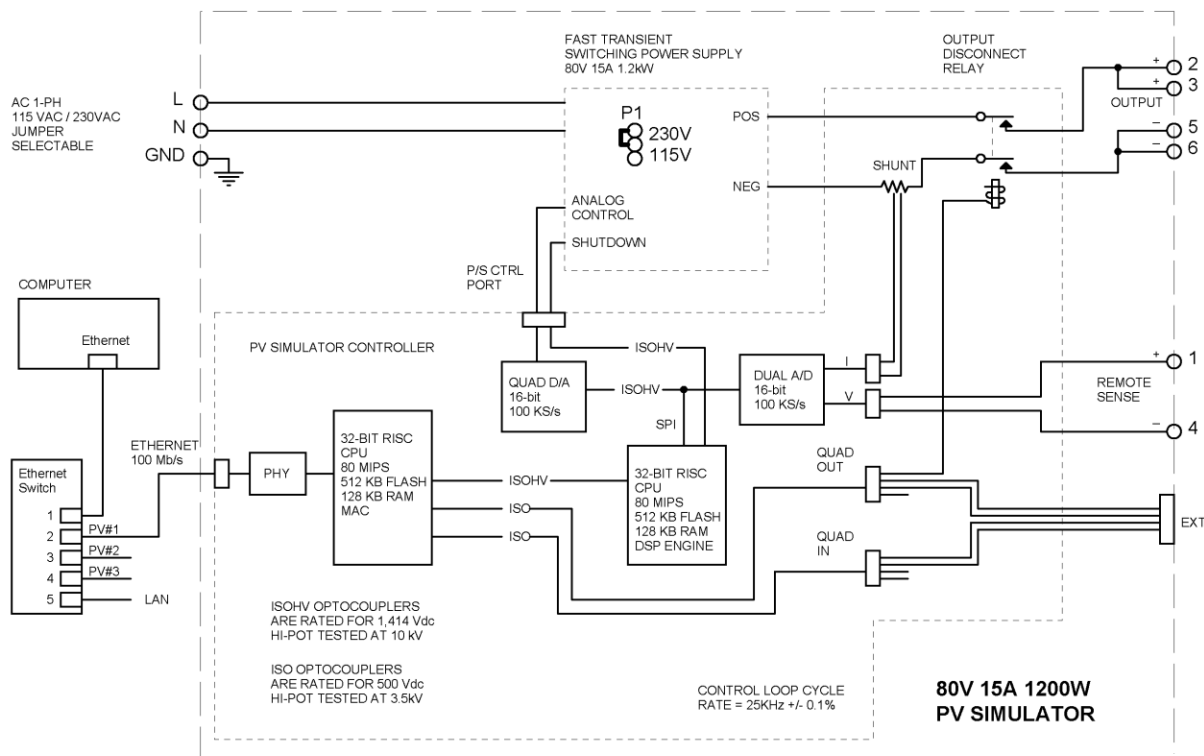 FAST TRANSIENT
SWITCHING POWER SUPPLY
80V 15A 1.2kW
OUTPUT
DISCONNECT
RELAY
AC 1-PH
115 VAC / 230VAC
JUMPER
SELECTABLE
L
N
GND
P1
230V
115V
POS
NEG
SHUNT
+ 2
+ 3
OUTPUT
– 5
– 6
ANALOG
CONTROL
SHUTDOWN
P/S CTRL
PORT
COMPUTER
Ethernet
PV SIMULATOR CONTROLLER
ISOHV
QUAD D/A
16-bit
100 KS/s
ISOHV
SPI
DUAL A/D
16-bit
100 KS/s
I
V
+ 1
REMOTE
SENSE
– 4
ETHERNET
100 Mb/s
Ethernet
Switch
1
2 PV#1
3 PV#2
4 PV#3
5 LAN
PHY
32-BIT RISC
CPU
80 MIPS
512 KB FLASH
128 KB RAM
MAC
ISOHV
ISO
ISO
32-BIT RISC
CPU
80 MIPS
512 KB FLASH
128 KB RAM
DSP ENGINE
QUAD
OUT
QUAD
IN
EXT
ISOHV OPTOCOUPLERS
ARE RATED FOR 1,414 Vdc
HI-POT TESTED AT 10 kV
ISO OPTOCOUPLERS
ARE RATED FOR 500 Vdc
HI-POT TESTED AT 3.5kV
CONTROL LOOP CYCLE
RATE = 25KHz +/- 0.1%
80V 15A 1200W
PV SIMULATOR